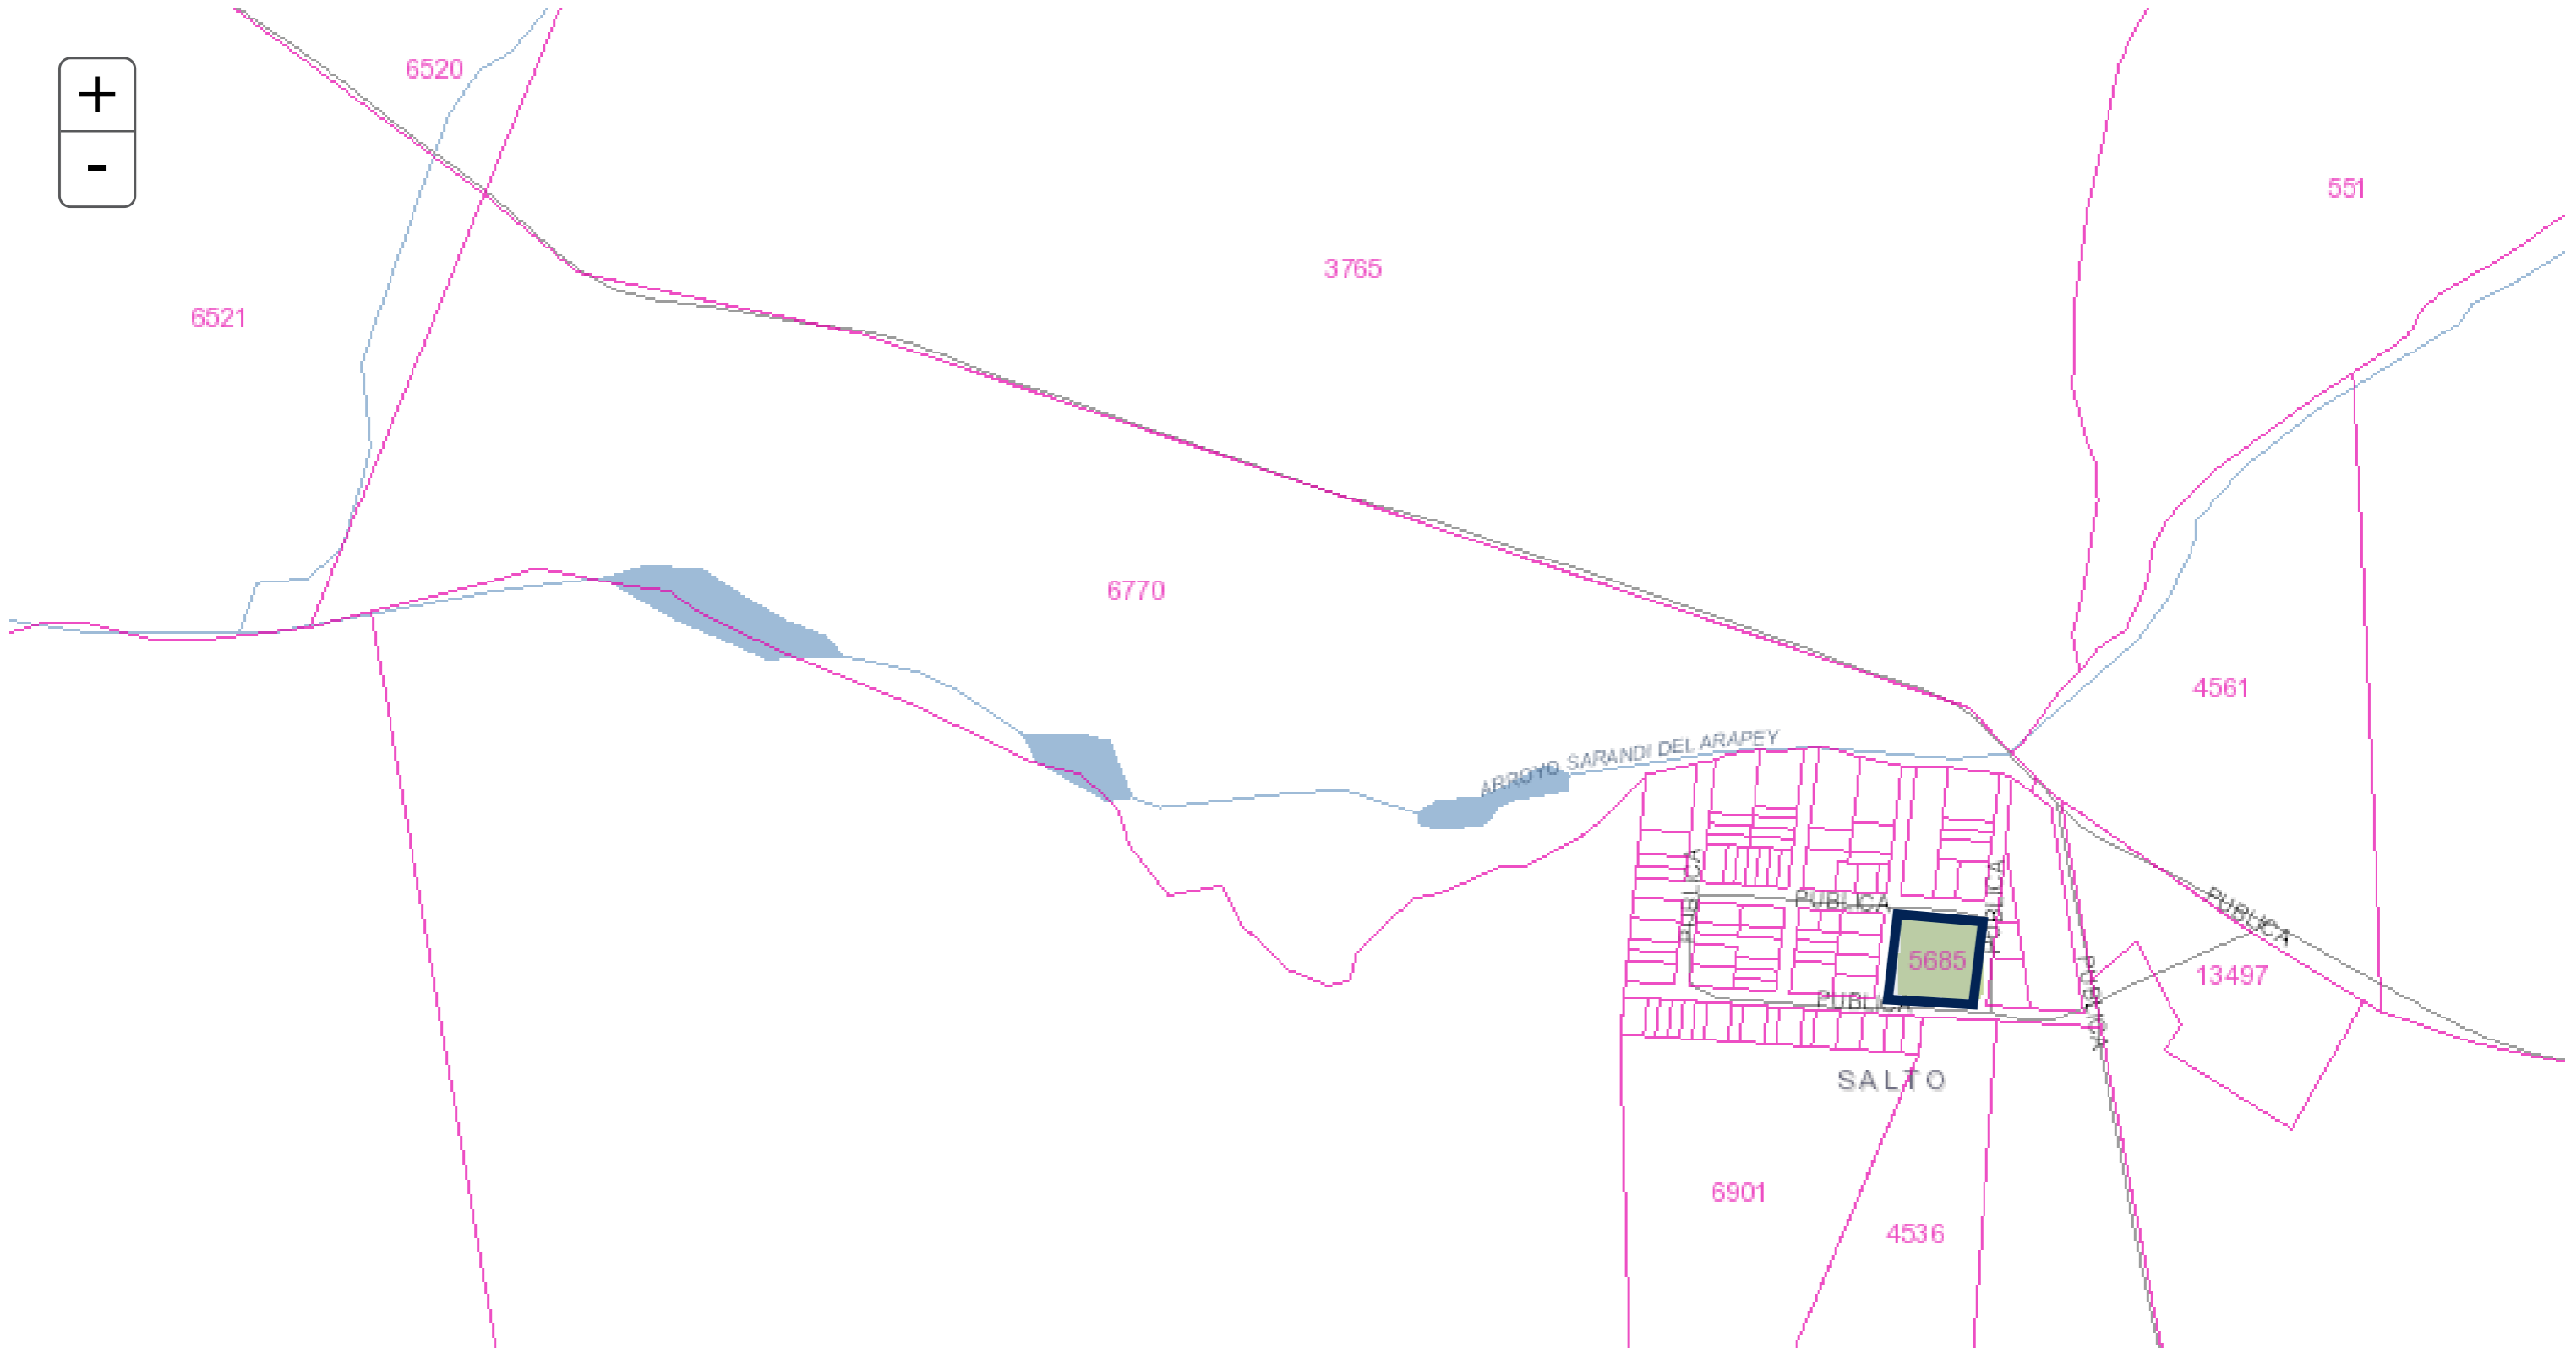 +
-
6520
6521
3765
551
6770
4561
ARROYO SARANDI DEL ARAPEY
PUBLICA
PUBLICA
PUBLICA
PUBLICA
5685
13497
PUBLICA
PUBLICA
SALTO
6901
4536